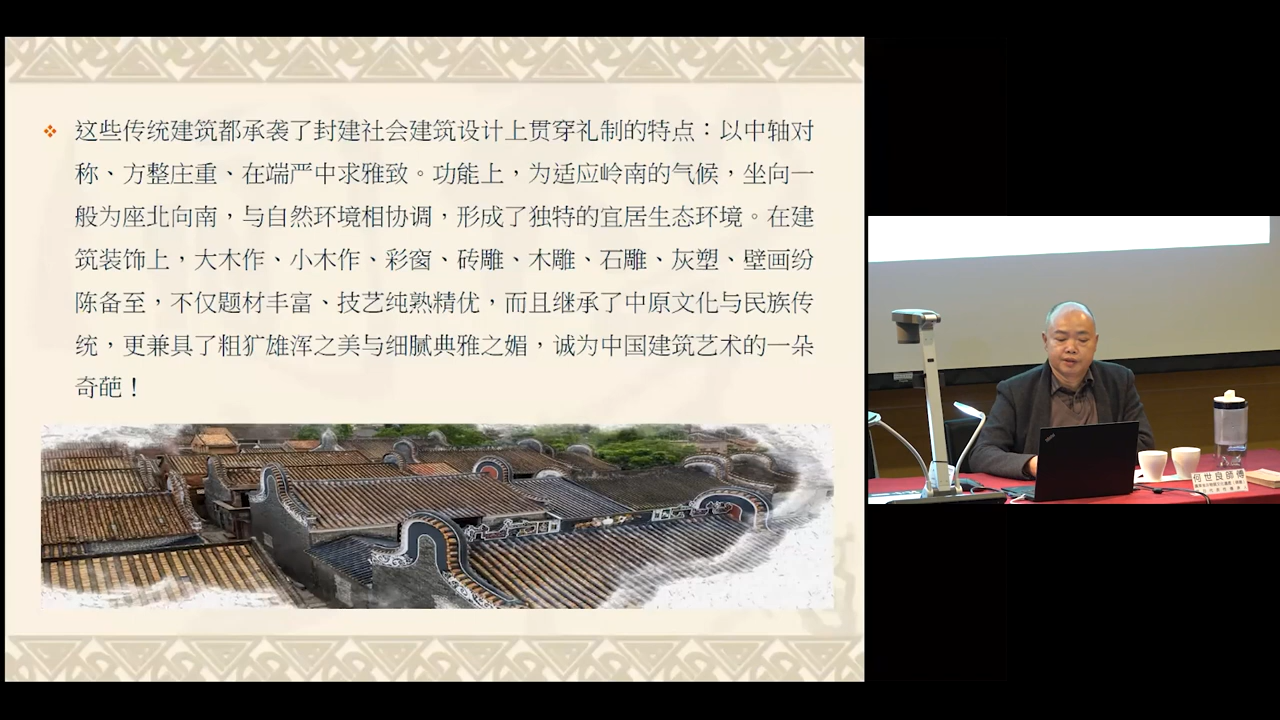 这些传统建筑都承袭了封建社会建筑设计上贯穿礼制的特点：以中轴对
称、方整庄重、在端严中求雅致。功能上，为适应岭南的气候，坐向一
般为座北向南，与自然环境相协调，形成了独特的宜居生态环境。在建
筑装饰上，大木作、小木作、彩窗、砖雕、木雕、石雕、灰塑、壁画纷
陈备至，不仅题材丰富、技艺纯熟精优，而且继承了中原文化与民族传
统，更兼具了粗犷雄浑之美与细腻典雅之媚，诚为中国建筑艺术的一朵
奇葩！
何世良師傅